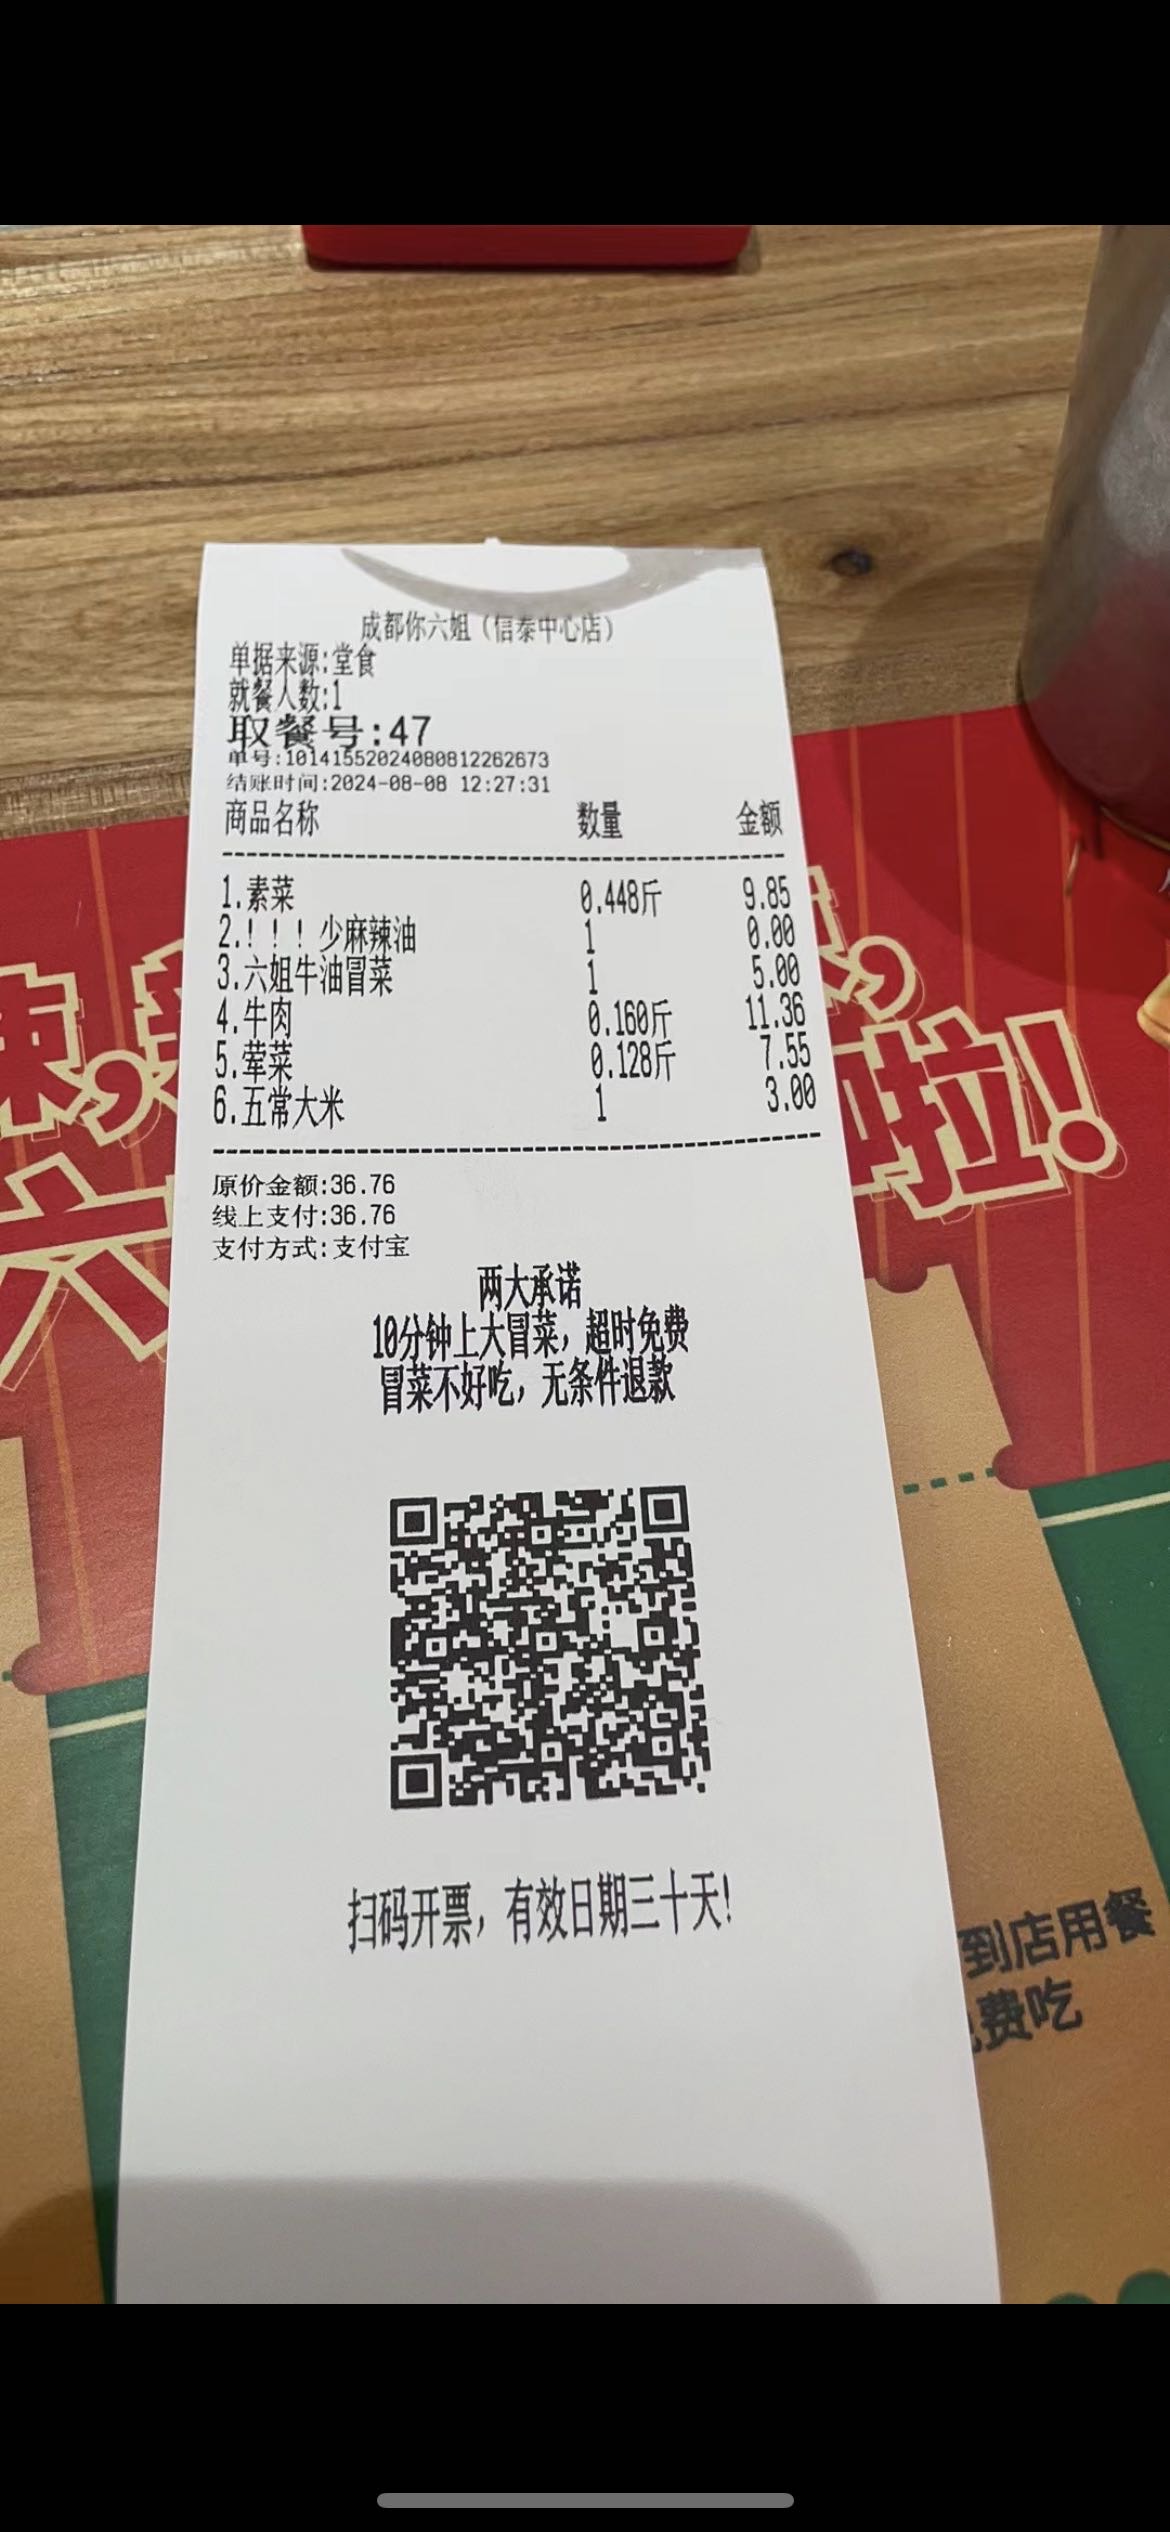 成都你六姐（信泰中心店）
单据来源:堂食
就餐人数:1
取餐号:47
单号:10141552024080812262673
结账时间:2024-08-08 12:27:31
商品名称 数量 金额
1.素菜 0.448斤 9.85
2.！！！少麻辣油 1 0.00
3.六姐牛油冒菜 1 5.00
4.牛肉 0.160斤 11.36
5.荤菜 0.128斤 7.55
6.五常大米 1 3.00
原价金额:36.76
线上支付:36.76
支付方式:支付宝
两大承诺
10分钟上大冒菜，超时免费
冒菜不好吃，无条件退款
扫码开票，有效日期三十天!
辣,
六
啦!
到店用餐
费吃